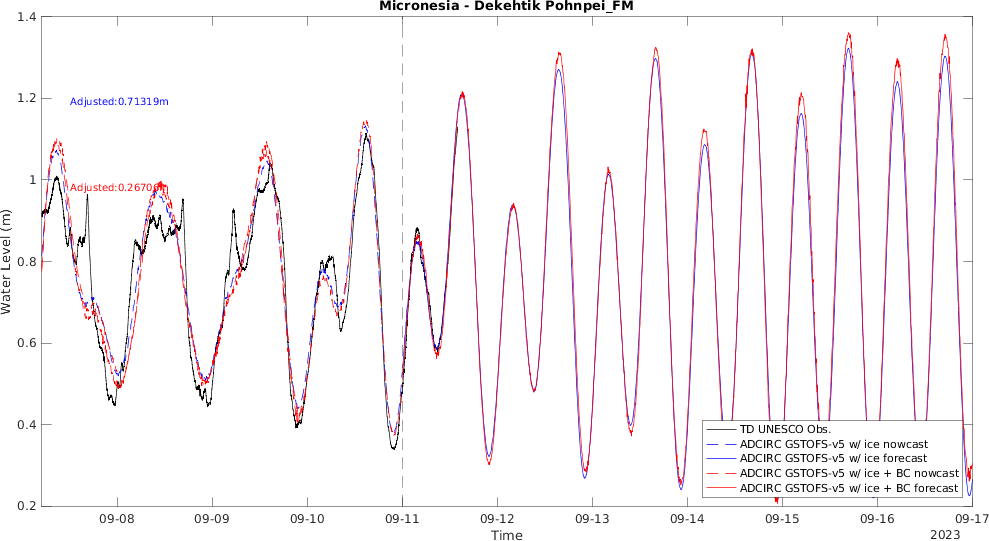 Micronesia - Dekehtik Pohnpei_FM
1.4
1.2
1
0.8
0.6
0.4
0.2
Water Level (m)
Adjusted:0.71319m
TD UNESCO Obs.
ADCIRC GSTOFS-v5 w/ ice nowcast
ADCIRC GSTOFS-v5 w/ ice forecast
ADCIRC GSTOFS-v5 w/ ice + BC nowcast
ADCIRC GSTOFS-v5 w/ ice + BC forecast
09-08 09-09 09-10 09-11 09-12 09-13 09-14 09-15 09-16 09-17
Time
2023